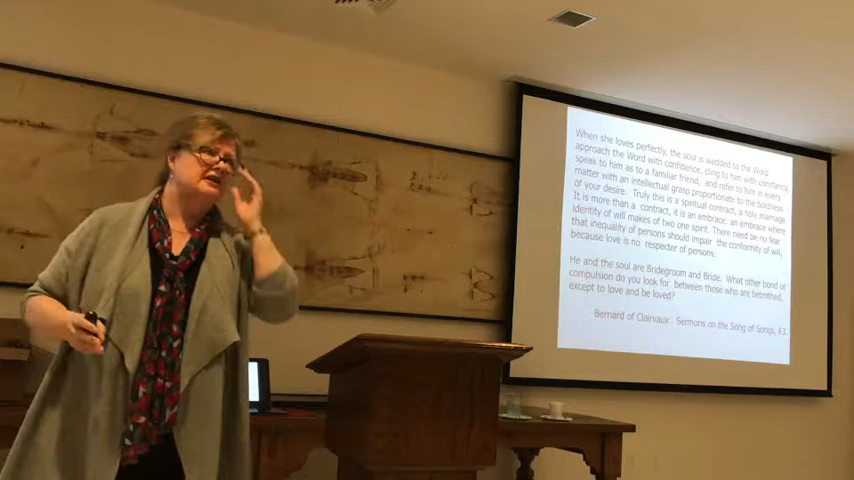 When she loves perfectly, the soul is wedded to the Word.
approach the Word with confidence, cling to him with constancy,
speak to him as to a familiar friend, and refer to him in every
matter with an intellectual grasp proportionate to the boldness
of your desire. Truly this is a spiritual contract, a holy marriage.
It is more than a contract, it is an embrace: an embrace where
identity of will makes of two one spirit. There need be no fear
that inequality of persons should impair the conformity of will,
because love is no respecter of persons.
He and the soul are Bridegroom and Bride. What other bond or
compulsion do you look for between those who are betrothed,
except to love and be loved?
Bernard of Clairvaux: Sermons on the Song of Songs, 83.